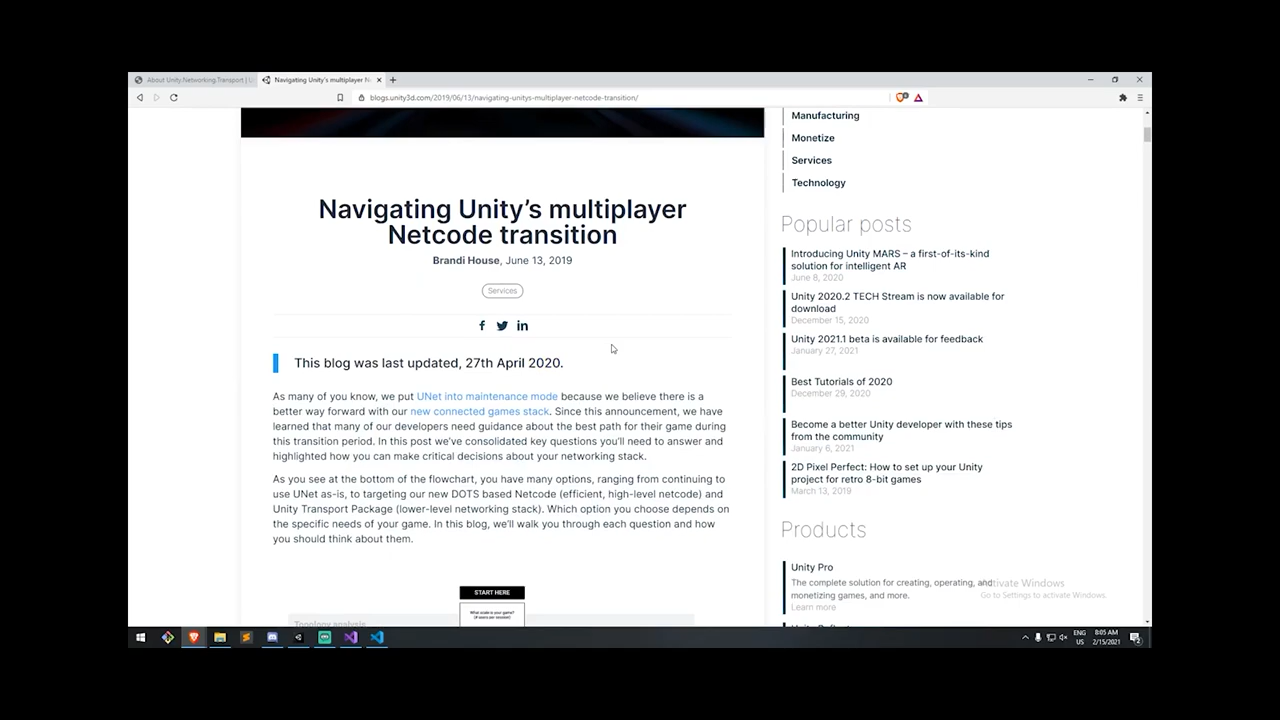 About Unity.Networking.Transport | U
Navigating Unity's multiplayer N
blogs.unity3d.com/2019/06/13/navigating-unitys-multiplayer-netcode-transition/
Navigating Unity's multiplayer
Netcode transition
Brandi House, June 13, 2019
Services
This blog was last updated, 27th April 2020.
As many of you know, we put UNet into maintenance mode because we believe there is a
better way forward with our new connected games stack. Since this announcement, we have
learned that many of our developers need guidance about the best path for their game during
this transition period. In this post we've consolidated key questions you'll need to answer and
highlighted how you can make critical decisions about your networking stack.
As you see at the bottom of the flowchart, you have many options, ranging from continuing to
use UNet as-is, to targeting our new DOTS based Netcode (efficient, high-level netcode) and
Unity Transport Package (lower-level networking stack). Which option you choose depends on
the specific needs of your game. In this blog, we'll walk you through each question and how
you should think about them.
START HERE
What scale is your game?
(# users per session)
Topology analysis
Manufacturing
Monetize
Services
Technology
Popular posts
Introducing Unity MARS – a first-of-its-kind
solution for intelligent AR
June 8, 2020
Unity 2020.2 TECH Stream is now available for
download
December 15, 2020
Unity 2021.1 beta is available for feedback
January 27, 2021
Best Tutorials of 2020
December 29, 2020
Become a better Unity developer with these tips
from the community
January 6, 2021
2D Pixel Perfect: How to set up your Unity
project for retro 8-bit games
March 13, 2019
Products
Unity Pro
The complete solution for creating, operating, and
monetizing games, and more.
Learn more
Activate Windows
Go to Settings to activate Windows.
ENG
US
8:05 AM
2/15/2021